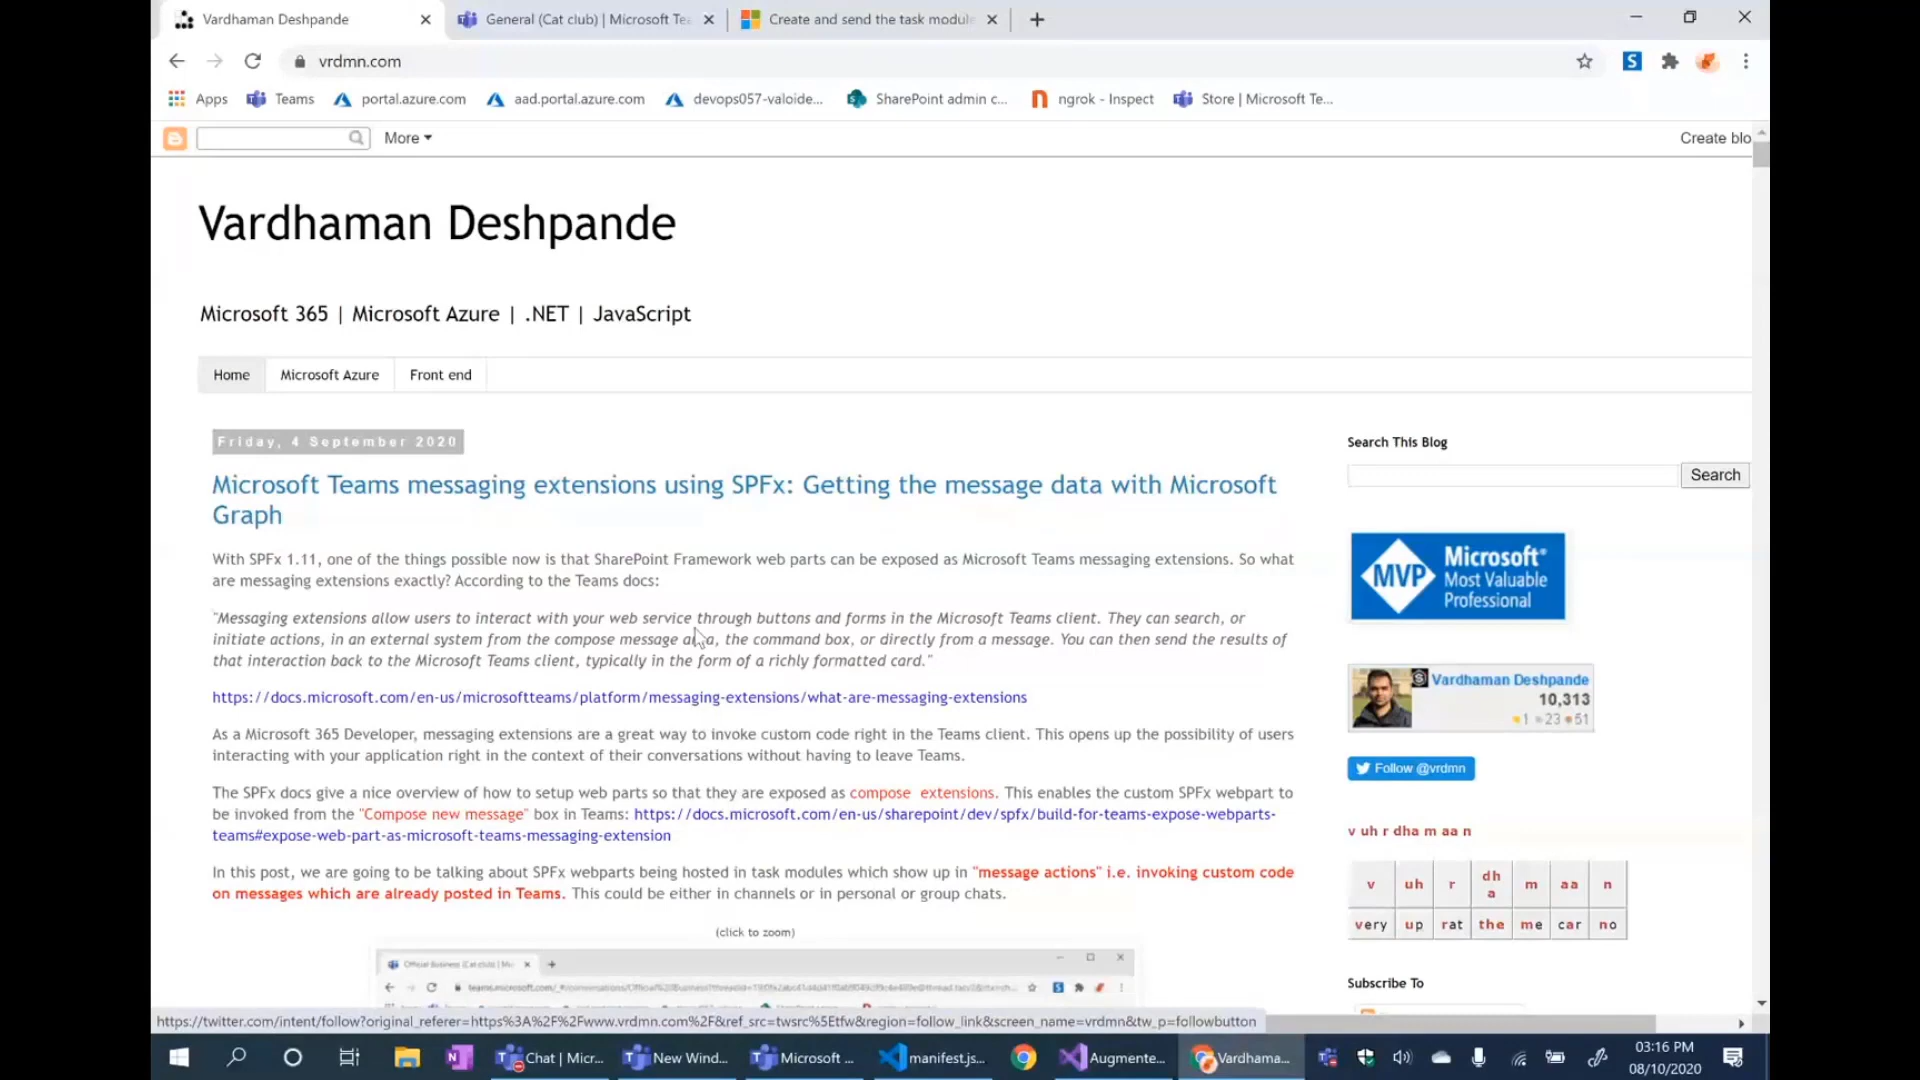 Vardhaman Deshpande
General (Cat club) | Microsoft Tea
Create and send the task module
vrdmn.com
Apps
Teams
portal.azure.com
aad.portal.azure.com
devops057-valoide...
SharePoint admin c...
ngrok - Inspect
Store | Microsoft Te...
More
Create blo
Vardhaman Deshpande
Microsoft 365 | Microsoft Azure | .NET | JavaScript
Home
Microsoft Azure
Front end
Friday, 4 September 2020
Microsoft Teams messaging extensions using SPFx: Getting the message data with Microsoft
Graph
With SPFx 1.11, one of the things possible now is that SharePoint Framework web parts can be exposed as Microsoft Teams messaging extensions. So what
are messaging extensions exactly? According to the Teams docs:
"Messaging extensions allow users to interact with your web service through buttons and forms in the Microsoft Teams client. They can search, or
initiate actions, in an external system from the compose message area, the command box, or directly from a message. You can then send the results of
that interaction back to the Microsoft Teams client, typically in the form of a richly formatted card."
https://docs.microsoft.com/en-us/microsoftteams/platform/messaging-extensions/what-are-messaging-extensions
As a Microsoft 365 Developer, messaging extensions are a great way to invoke custom code right in the Teams client. This opens up the possibility of users
interacting with your application right in the context of their conversations without having to leave Teams.
The SPFx docs give a nice overview of how to setup web parts so that they are exposed as compose extensions. This enables the custom SPFx webpart to
be invoked from the "Compose new message" box in Teams: https://docs.microsoft.com/en-us/sharepoint/dev/spfx/build-for-teams-expose-webparts-
teams#expose-web-part-as-microsoft-teams-messaging-extension
In this post, we are going to be talking about SPFx webparts being hosted in task modules which show up in "message actions" i.e. invoking custom code
on messages which are already posted in Teams. This could be either in channels or in personal or group chats.
(click to zoom)
Official Business (Cat club) | Mic
Search This Blog
Search
MVP
Microsoft®
Most Valuable
Professional
S
Vardhaman Deshpande
10,313
1 23 51
Follow @vrdmn
v uh r dha m aa n
v uh r dha m aa n
very up rat the me car no
Subscribe To
https://twitter.com/intent/follow?original_referer=https%3A%2F%2Fwww.vrdmn.com%2F&ref_src=twsrc%5Etfw&region=follow_link&screen_name=vrdmn&tw_p=followbutton
Chat | Micr...
New Wind...
Microsoft ...
manifest.js...
Augmente...
Vardhama...
03:16 PM
08/10/2020